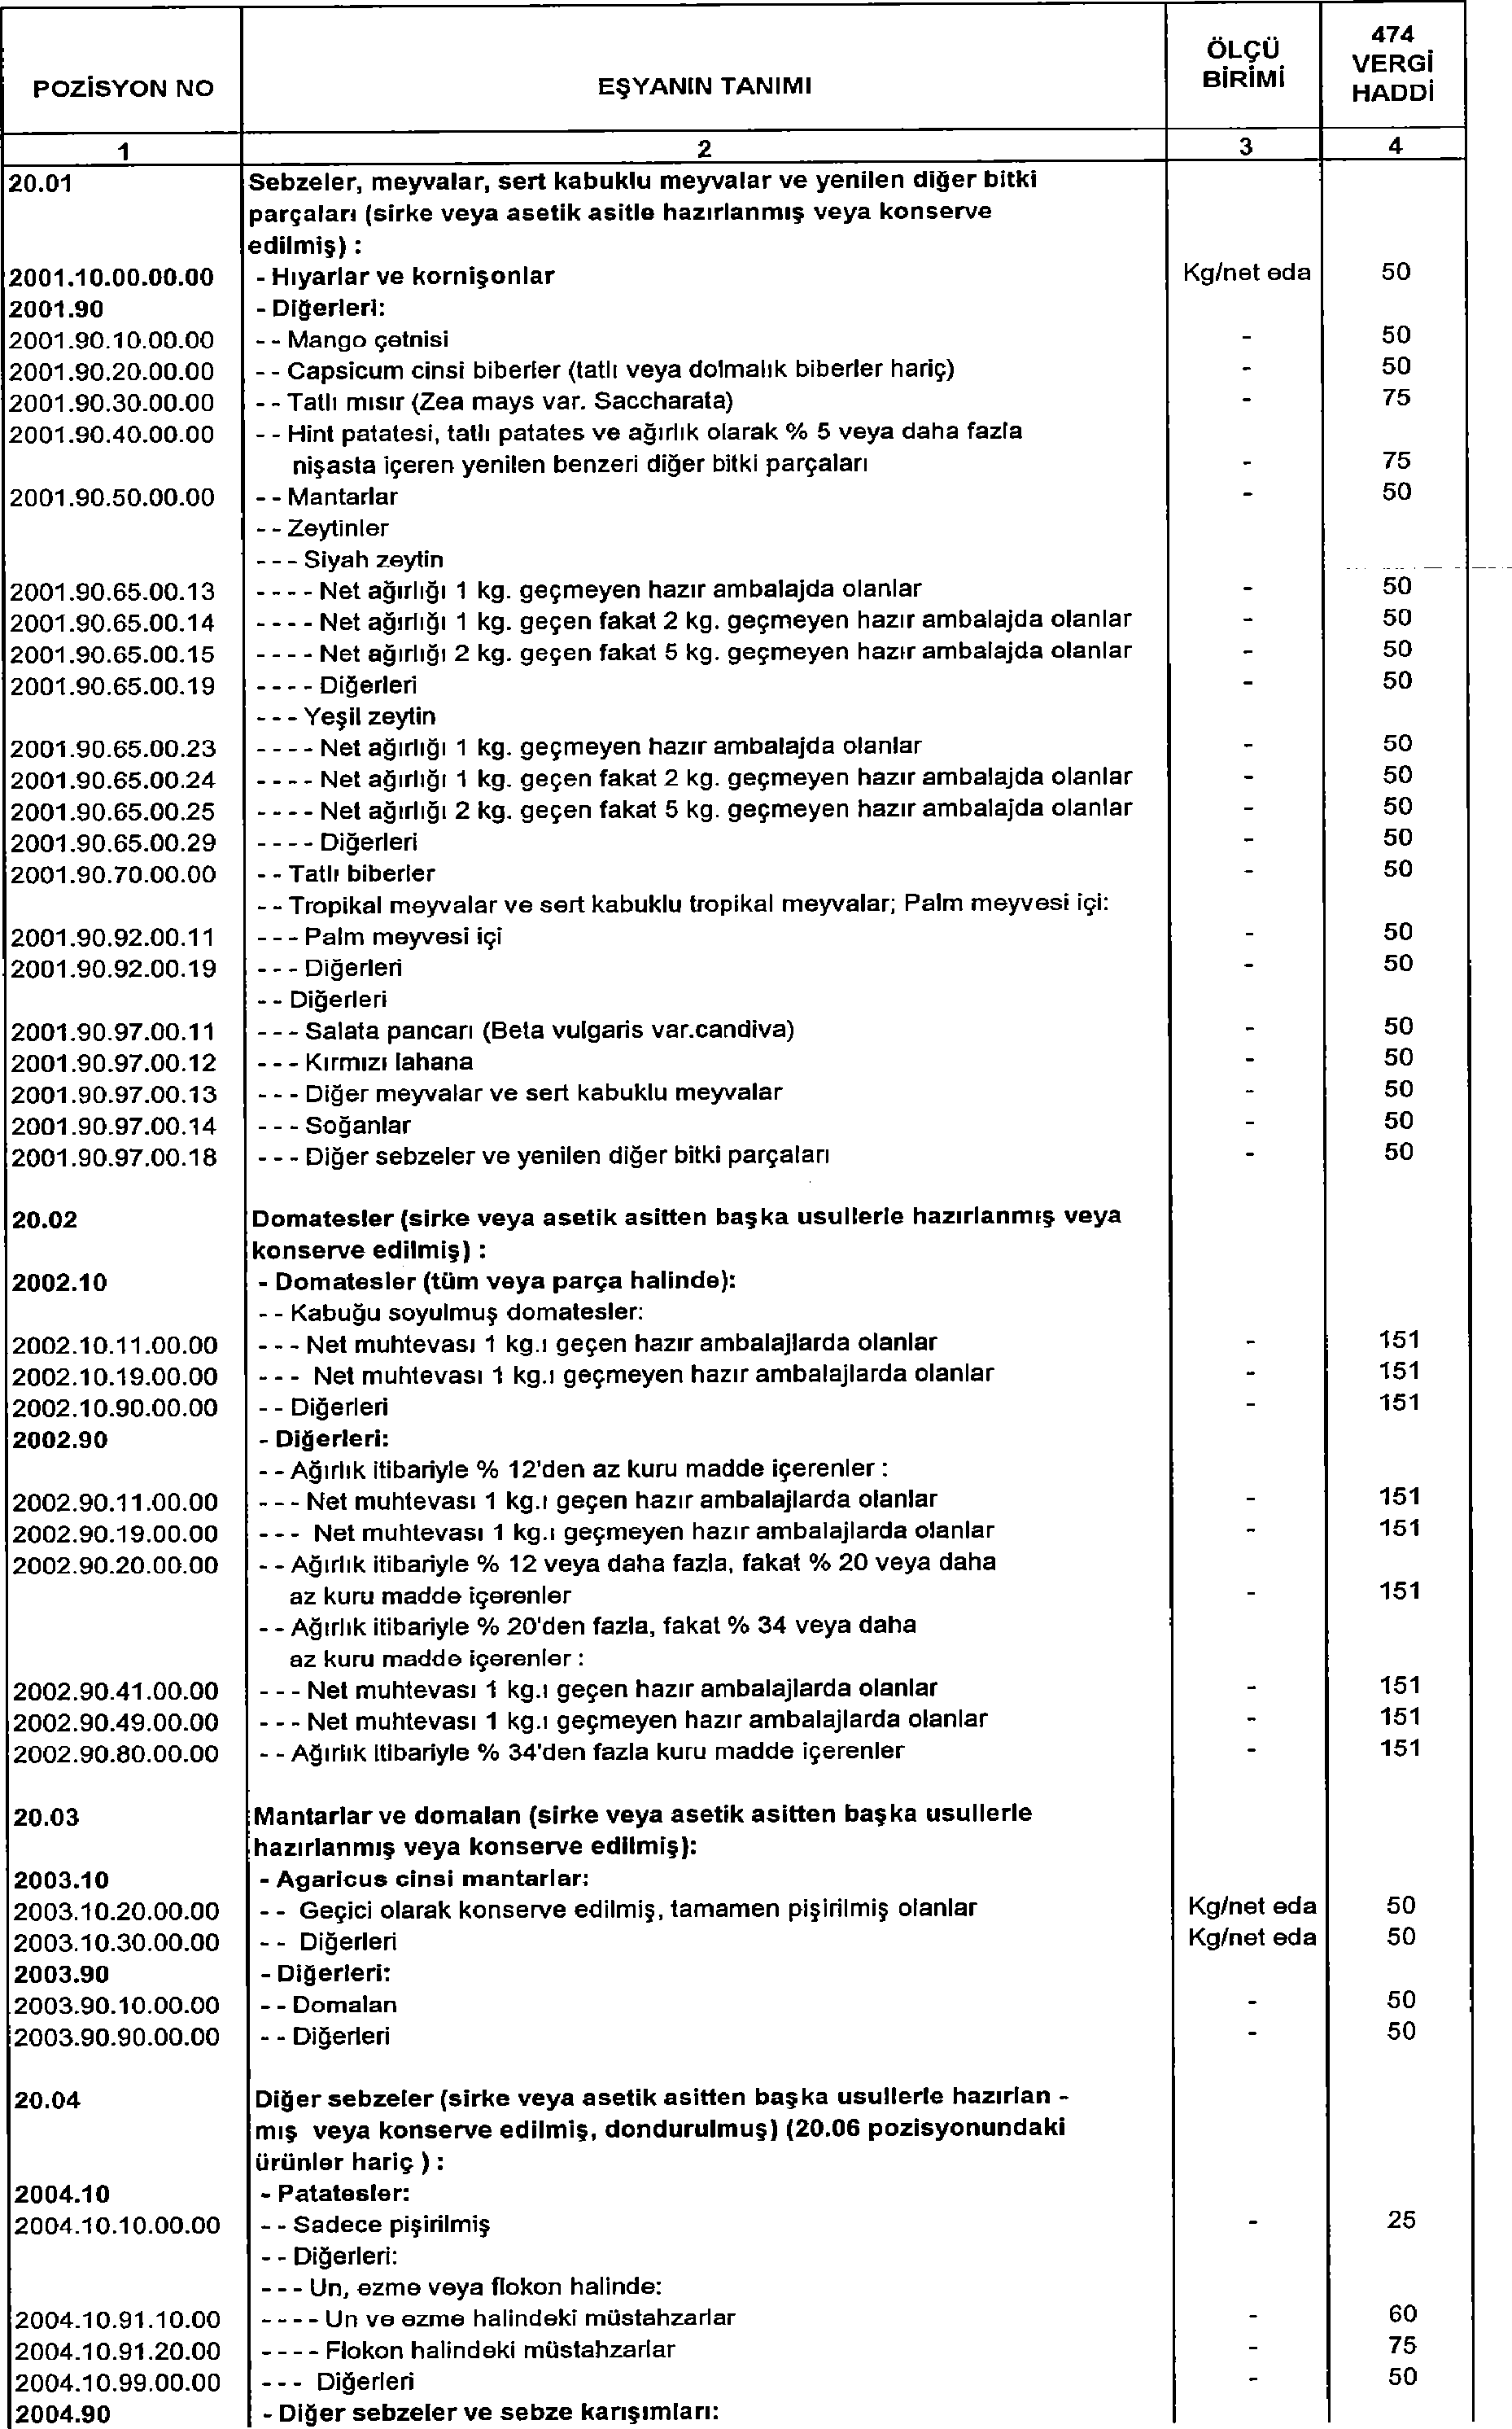 POZİSYON NO EŞYANIN TANIMI ÖLÇÜ BİRİMİ 474 VERGİ HADDİ
1 2 3 4
20.01 Sebzeler, meyvalar, sert kabuklu meyvalar ve yenilen diğer bitki
parçaları (sirke veya asetik asitle hazırlanmış veya konserve
edilmiş) :
2001.10.00.00.00 - Hıyarlar ve kornişonlar Kg/net eda 50
2001.90 - Diğerleri:
2001.90.10.00.00 - - Mango çetnisi - 50
2001.90.20.00.00 - - Capsicum cinsi biberler (tatlı veya dolmalık biberler hariç) - 50
2001.90.30.00.00 - - Tatlı mısır (Zea mays var. Saccharata) - 75
2001.90.40.00.00 - - Hint patatesi, tatlı patates ve ağırlık olarak % 5 veya daha fazla
nişasta içeren yenilen benzeri diğer bitki parçaları - 75
2001.90.50.00.00 - - Mantarlar - 50
- - Zeytinler
- - - Siyah zeytin
2001.90.65.00.13 - - - - Net ağırlığı 1 kg. geçmeyen hazır ambalajda olanlar - 50
2001.90.65.00.14 - - - - Net ağırlığı 1 kg. geçen fakat 2 kg. geçmeyen hazır ambalajda olanlar - 50
2001.90.65.00.15 - - - - Net ağırlığı 2 kg. geçen fakat 5 kg. geçmeyen hazır ambalajda olanlar - 50
2001.90.65.00.19 - - - - Diğerleri - 50
- - - Yeşil zeytin
2001.90.65.00.23 - - - - Net ağırlığı 1 kg. geçmeyen hazır ambalajda olanlar - 50
2001.90.65.00.24 - - - - Net ağırlığı 1 kg. geçen fakat 2 kg. geçmeyen hazır ambalajda olanlar - 50
2001.90.65.00.25 - - - - Net ağırlığı 2 kg. geçen fakat 5 kg. geçmeyen hazır ambalajda olanlar - 50
2001.90.65.00.29 - - - - Diğerleri - 50
2001.90.70.00.00 - - Tatlı biberler - 50
- - Tropikal meyvalar ve sert kabuklu tropikal meyvalar; Palm meyvesi içi:
2001.90.92.00.11 - - - Palm meyvesi içi - 50
2001.90.92.00.19 - - - Diğerleri - 50
- - Diğerleri
2001.90.97.00.11 - - - Salata pancarı (Beta vulgaris var.candiva) - 50
2001.90.97.00.12 - - - Kırmızı lahana - 50
2001.90.97.00.13 - - - Diğer meyvalar ve sert kabuklu meyvalar - 50
2001.90.97.00.14 - - - Soğanlar - 50
2001.90.97.00.18 - - - Diğer sebzeler ve yenilen diğer bitki parçaları - 50
20.02 Domatesler (sirke veya asetik asitten başka usullerle hazırlanmış veya
konserve edilmiş) :
2002.10 - Domatesler (tüm veya parça halinde):
- - Kabuğu soyulmuş domatesler:
2002.10.11.00.00 - - - Net muhtevası 1 kg.ı geçen hazır ambalajlarda olanlar - 151
2002.10.19.00.00 - - - Net muhtevası 1 kg.ı geçmeyen hazır ambalajlarda olanlar - 151
2002.10.90.00.00 - - Diğerleri - 151
2002.90 - Diğerleri:
- - Ağırlık itibariyle % 12'den az kuru madde içerenler :
2002.90.11.00.00 - - - Net muhtevası 1 kg.ı geçen hazır ambalajlarda olanlar - 151
2002.90.19.00.00 - - - Net muhtevası 1 kg.ı geçmeyen hazır ambalajlarda olanlar - 151
2002.90.20.00.00 - - Ağırlık itibariyle % 12 veya daha fazla, fakat % 20 veya daha
az kuru madde içerenler - 151
- - Ağırlık itibariyle % 20'den fazla, fakat % 34 veya daha
az kuru madde içerenler :
2002.90.41.00.00 - - - Net muhtevası 1 kg.ı geçen hazır ambalajlarda olanlar - 151
2002.90.49.00.00 - - - Net muhtevası 1 kg.ı geçmeyen hazır ambalajlarda olanlar - 151
2002.90.80.00.00 - - Ağırlık itibariyle % 34'den fazla kuru madde içerenler - 151
20.03 Mantarlar ve domalan (sirke veya asetik asitten başka usullerle
hazırlanmış veya konserve edilmiş):
2003.10 - Agaricus cinsi mantarlar:
2003.10.20.00.00 - - Geçici olarak konserve edilmiş, tamamen pişirilmiş olanlar Kg/net eda 50
2003.10.30.00.00 - - Diğerleri Kg/net eda 50
2003.90 - Diğerleri:
2003.90.10.00.00 - - Domalan - 50
2003.90.90.00.00 - - Diğerleri - 50
20.04 Diğer sebzeler (sirke veya asetik asitten başka usullerle hazırlan -
mış veya konserve edilmiş, dondurulmuş) (20.06 pozisyonundaki
ürünler hariç ) :
2004.10 - Patatesler:
2004.10.10.00.00 - - Sadece pişirilmiş - 25
- - Diğerleri:
- - - Un, ezme veya flokon halinde:
2004.10.91.10.00 - - - - Un ve ezme halindeki müstahzarlar - 60
2004.10.91.20.00 - - - - Flokon halindeki müstahzarlar - 75
2004.10.99.00.00 - - - Diğerleri - 50
2004.90 - Diğer sebzeler ve sebze karışımları: